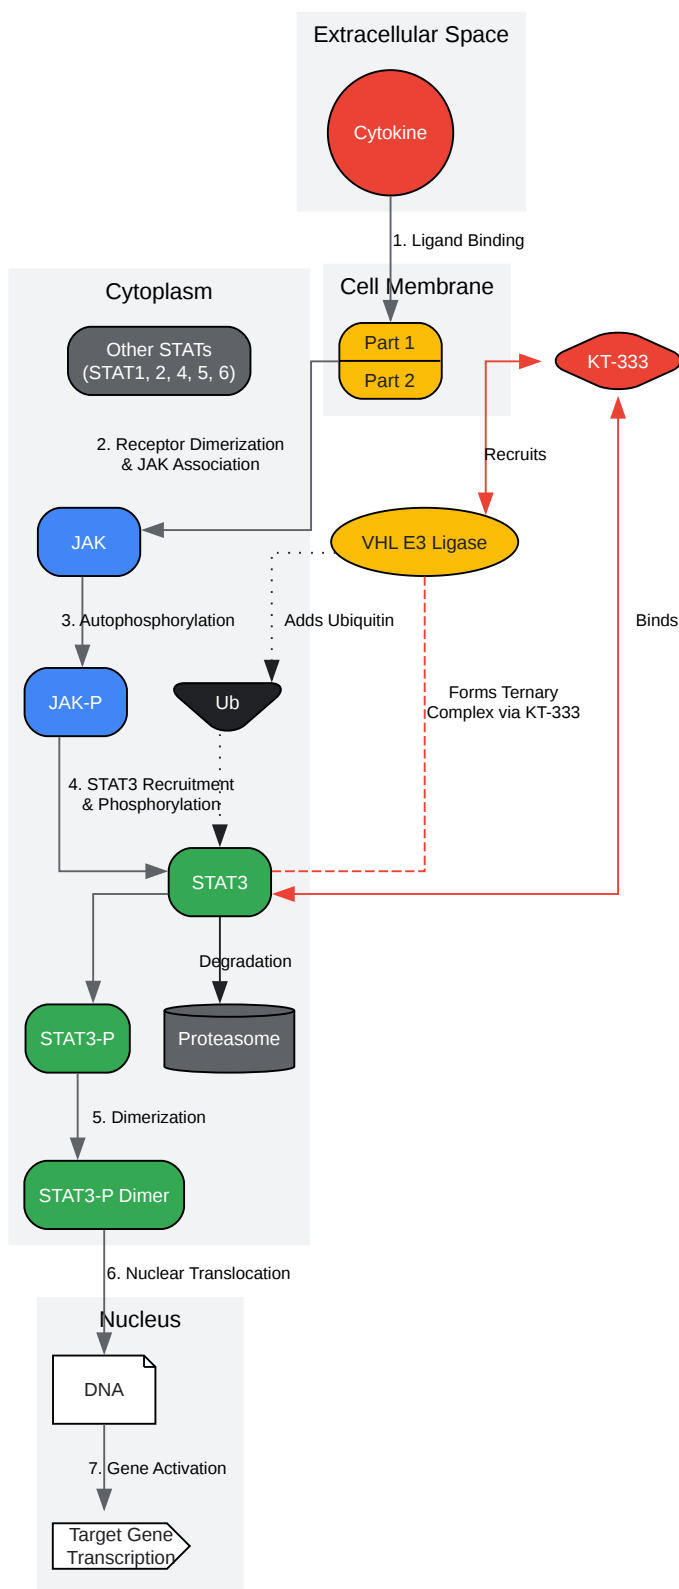 Extracellular Space
Cytokine
1. Ligand Binding
Cytoplasm
Cell Membrane
Other STATs
(STAT1, 2, 4, 5, 6)
Part 1
Part 2
KT-333
2. Receptor Dimerization
& JAK Association
Recruits
JAK
VHL E3 Ligase
3. Autophosphorylation
Adds Ubiquitin
Binds
JAK-P
Ub
Forms Ternary
Complex via KT-333
4. STAT3 Recruitment
& Phosphorylation
STAT3
Degradation
STAT3-P
Proteasome
5. Dimerization
STAT3-P Dimer
6. Nuclear Translocation
Nucleus
DNA
7. Gene Activation
Target Gene
Transcription